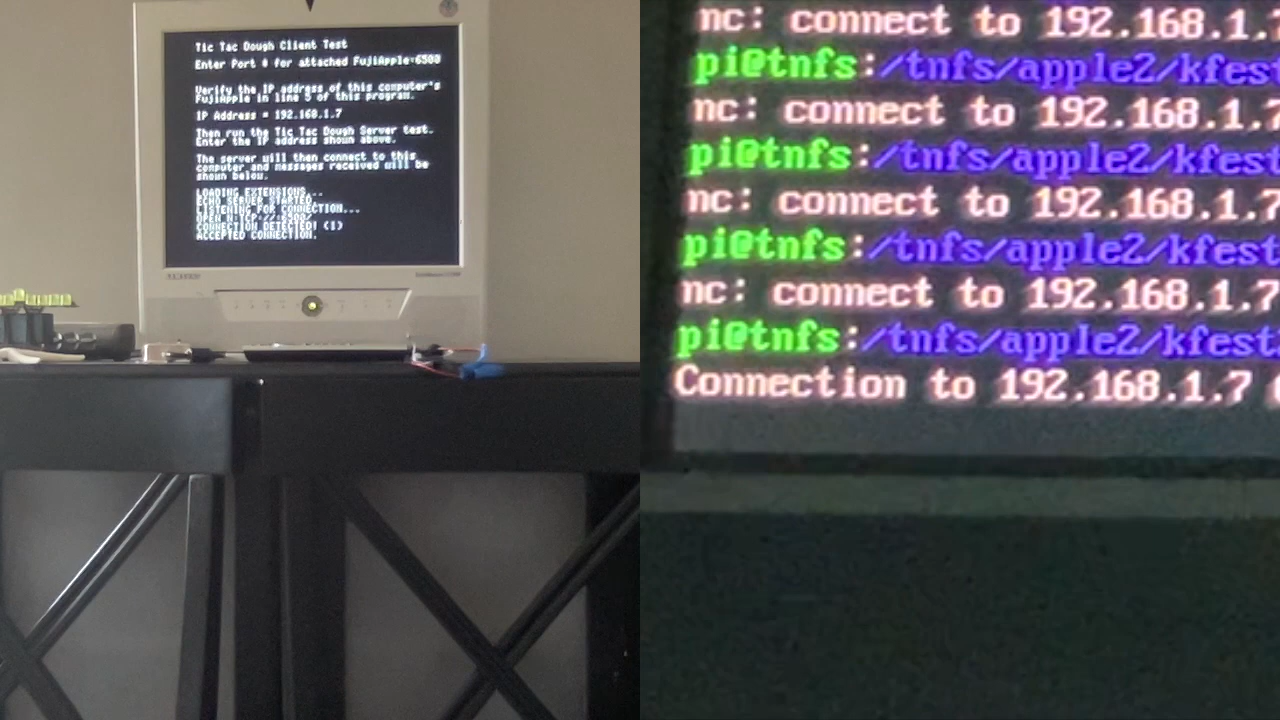 Tic Tac Dough Client Test
Enter Port # for attached FujiApple:6500
Verify the IP address of this computer's
FujiApple in line 5 of this program.
IP Address = 192.168.1.7
Then run the Tic Tac Dough Server test.
Enter the IP address shown above.
The server will then connect to this
computer and messages received will be
shown below.
LOADING EXTENSIONS...
ECHO SERVER STARTED
LISTENING FOR CONNECTION...
CONNECTION DETECTED! (1)
ACCEPTED CONNECTION.
nc: connect to 192.168.1.7
pi@tnfs:/tnfs/apple2/kfest
nc: connect to 192.168.1.7
pi@tnfs:/tnfs/apple2/kfest
nc: connect to 192.168.1.7
pi@tnfs:/tnfs/apple2/kfest
nc: connect to 192.168.1.7
pi@tnfs:/tnfs/apple2/kfest
Connection to 192.168.1.7